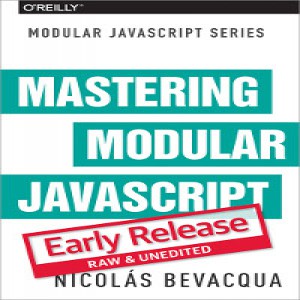 O'REILLY®
MODULAR JAVASCRIPT SERIES
MASTERING
MODULAR
JAVASCRIPT
Early Release
RAW & UNEDITED
NICOLÁS BEVACQUA